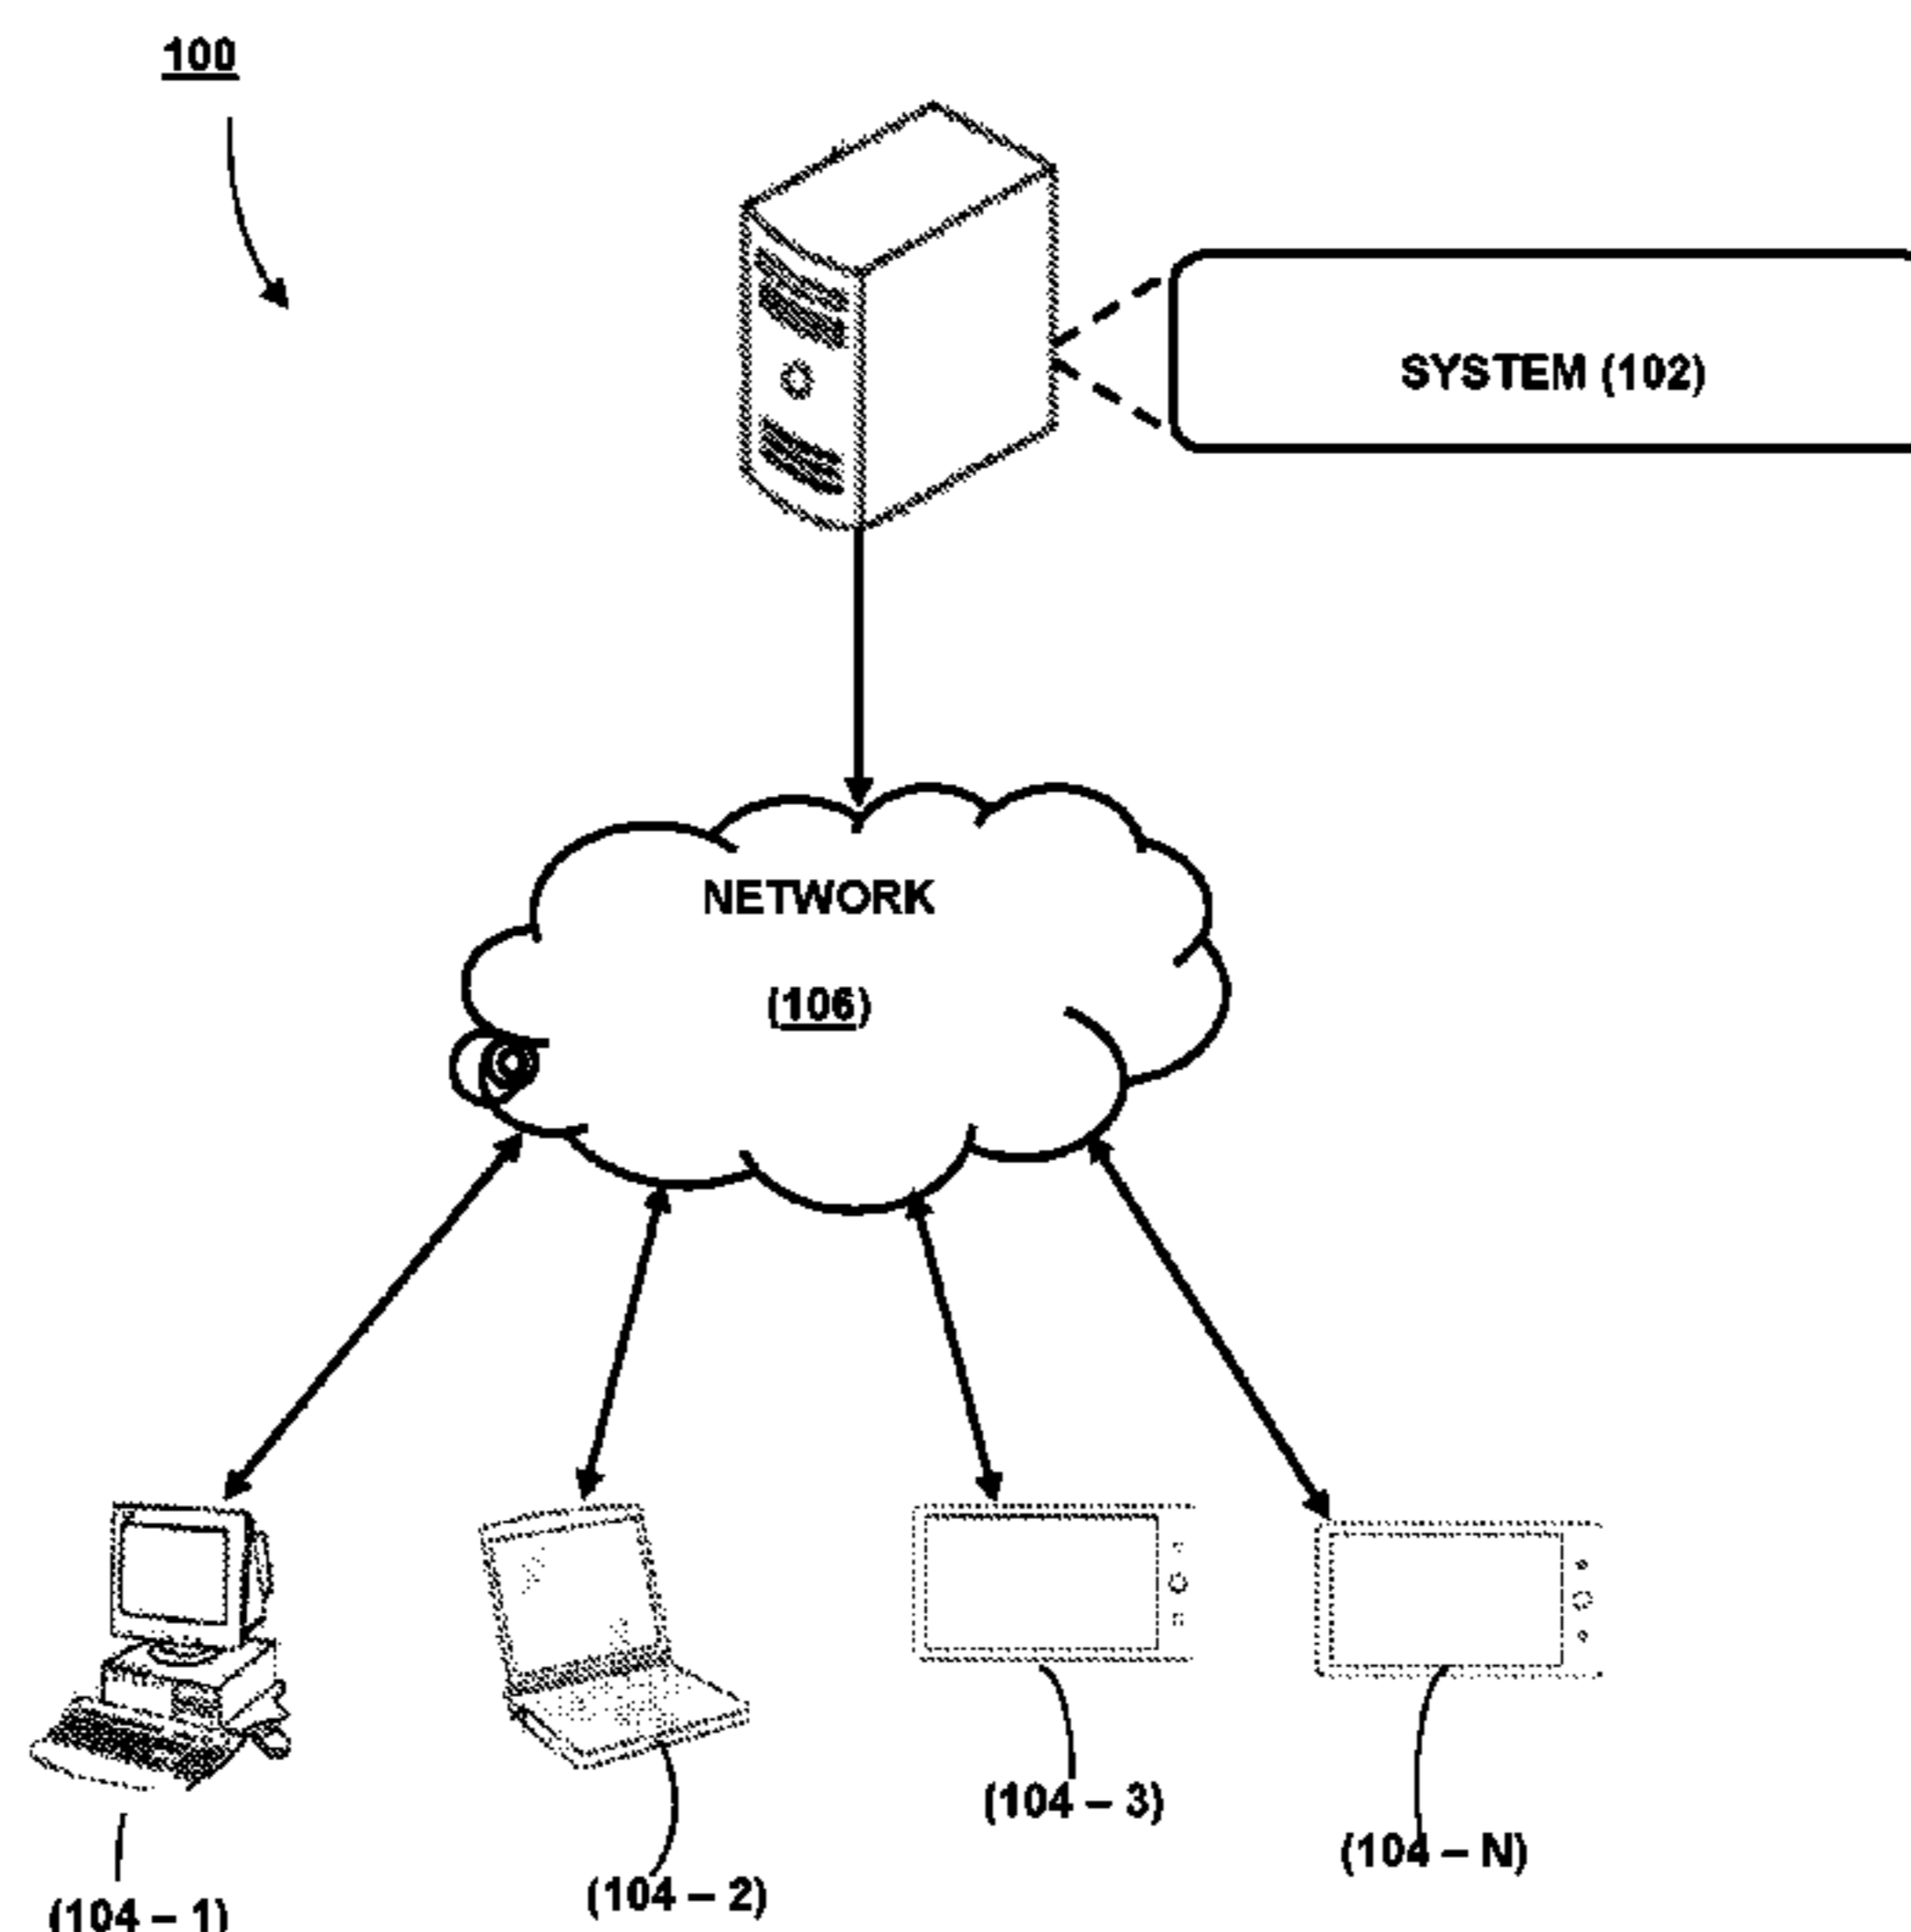 100
SYSTEM (102)
NETWORK
(106)
(104 – 3)
(104 – N)
(104 – 2)
(104 – 1)